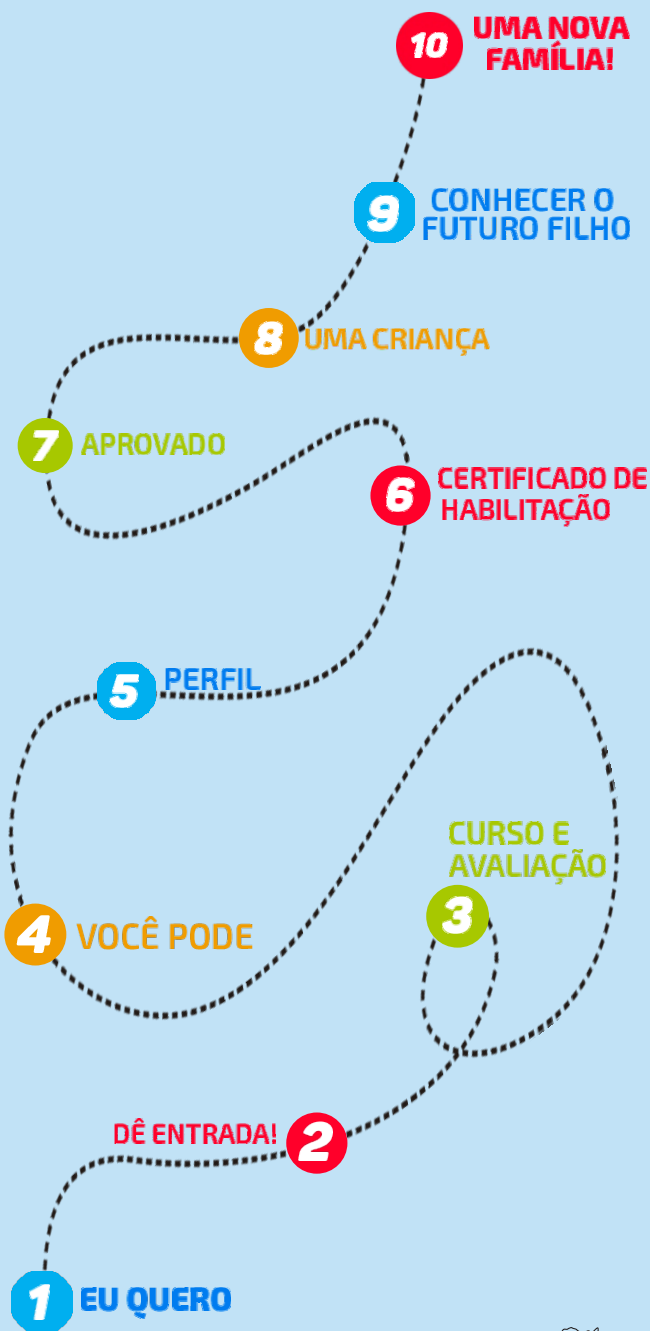 10 UMA NOVA
FAMÍLIA!
9 CONHECER O
FUTURO FILHO
8 UMA CRIANÇA
7 APROVADO
6 CERTIFICADO DE
HABILITAÇÃO
5 PERFIL
CURSO E
AVALIAÇÃO
3
4 VOCÊ PODE
DÊ ENTRADA! 2
1 EU QUERO